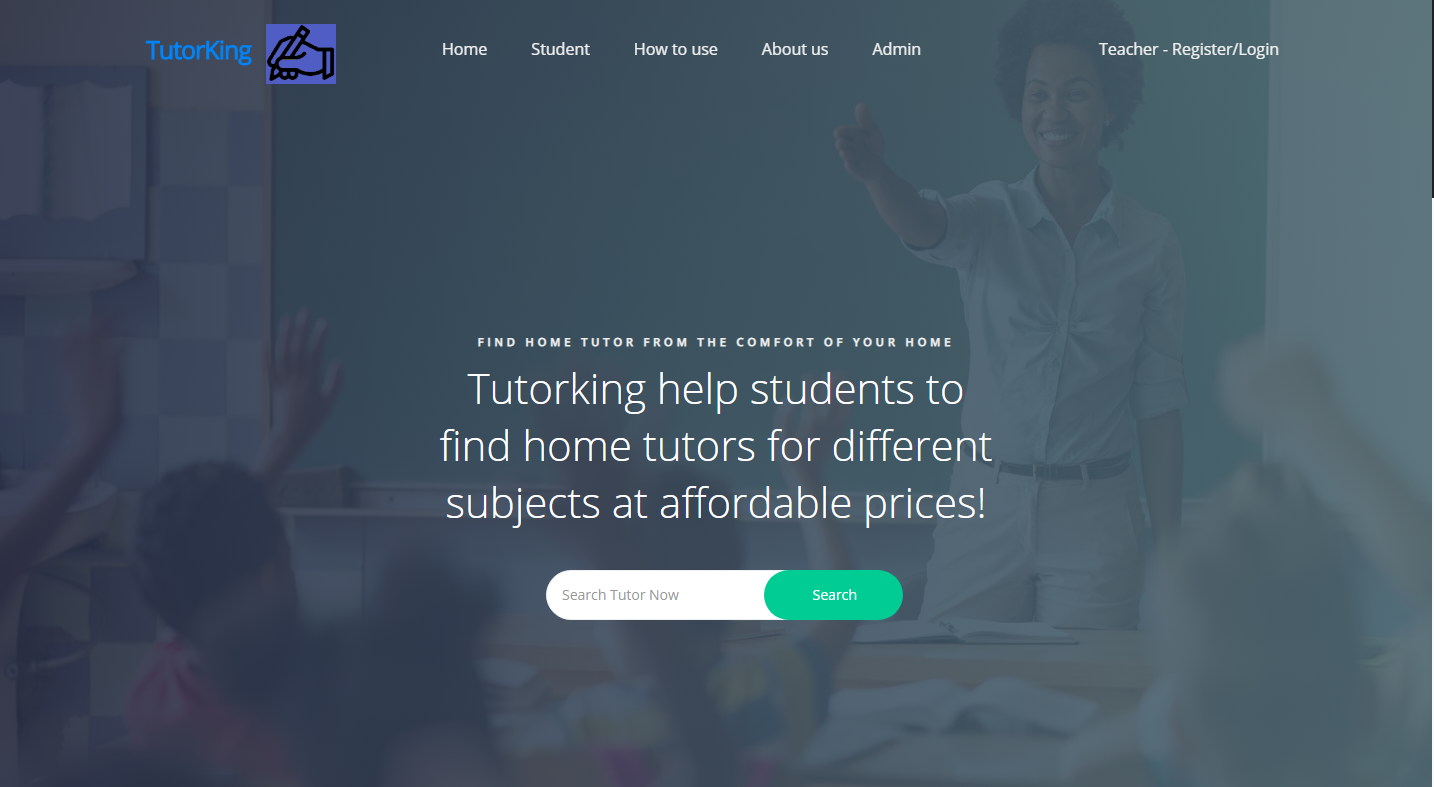 TutorKing
Home
Student
How to use
About us
Admin
Teacher - Register/Login
FIND HOME TUTOR FROM THE COMFORT OF YOUR HOME
Tutorking help students to
find home tutors for different
subjects at affordable prices!
Search Tutor Now
Search